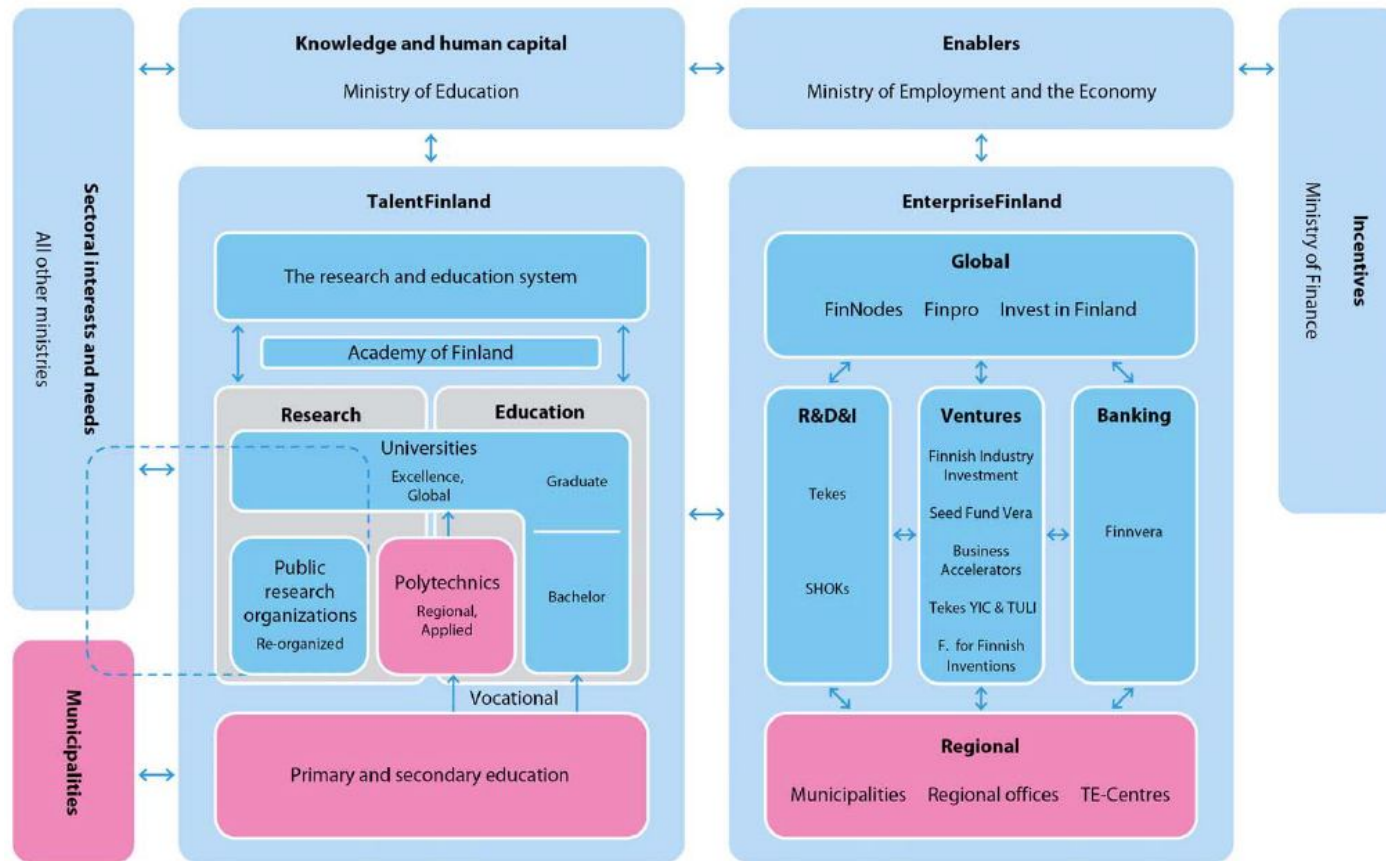 Knowledge and human capital
Ministry of Education
Enablers
Ministry of Employment and the Economy
Sectoral interests and needs
All other ministries
Incentives
Ministry of Finance
TalentFinland
The research and education system
Academy of Finland
Research
Education
Universities
Excellence,
Global
Graduate
Public
research
organizations
Re-organized
Polytechnics
Regional,
Applied
Bachelor
Vocational
Primary and secondary education
Municipalities
EnterpriseFinland
Global
FinNodes Finpro Invest in Finland
R&D&I
Tekes
SHOKs
Ventures
Finnish Industry
Investment
Seed Fund Vera
Business
Accelerators
Tekes YIC & TULI
F. for Finnish
Inventions
Banking
Finnvera
Regional
Municipalities Regional offices TE-Centres